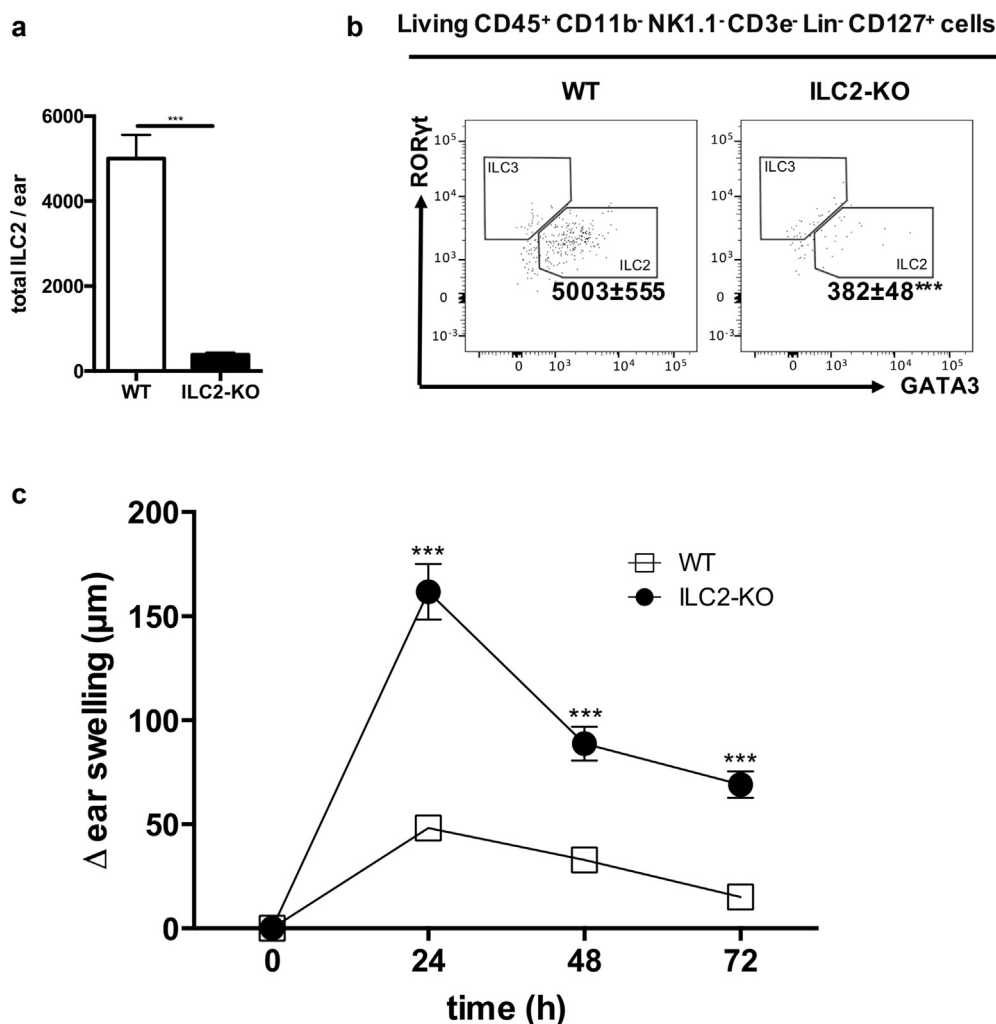 a
6000
4000
2000
0
total ILC2 / ear
***
WT
ILC2-KO
b
Living CD45⁺ CD11b⁻ NK1.1⁻ CD3e⁻ Lin⁻ CD127⁺ cells
WT
ILC2-KO
RORγt
10⁵
10⁴
10³
0
10⁻³
ILC3
ILC2
5003±555
0
10³
10⁴
10⁵
10⁵
10⁴
10³
0
10⁻³
ILC3
ILC2
382±48***
0
10³
10⁴
10⁵
GATA3
c
200
150
100
50
0
Δ ear swelling (µm)
***
***
***
WT
ILC2-KO
0
24
48
72
time (h)